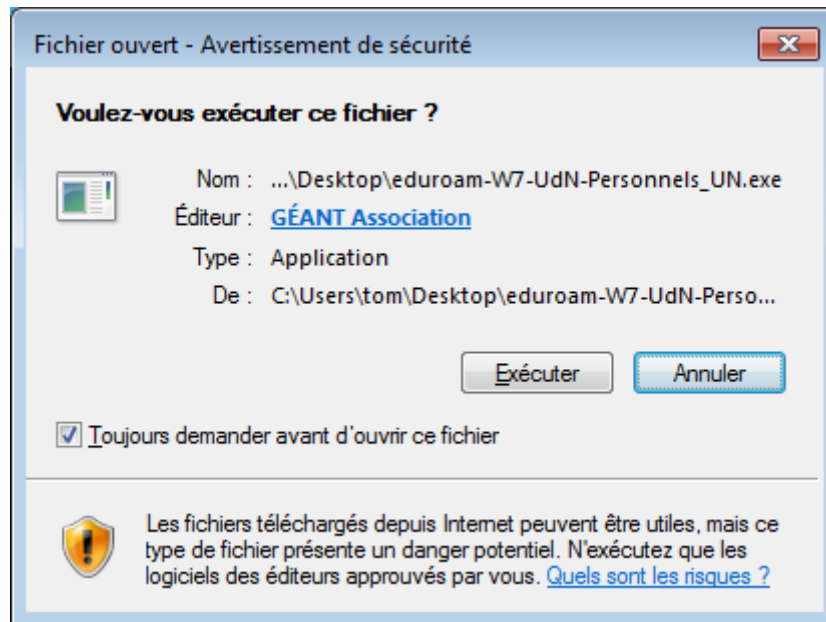 Fichier ouvert - Avertissement de sécurité
Voulez-vous exécuter ce fichier ?
Nom : ...\Desktop\eduroam-W7-UdN-Personnels_UN.exe
Éditeur : GÉANT Association
Type : Application
De : C:\Users\tom\Desktop\eduroam-W7-UdN-Perso...
Exécuter Annuler
Toujours demander avant d'ouvrir ce fichier
Les fichiers téléchargés depuis Internet peuvent être utiles, mais ce
type de fichier présente un danger potentiel. N'exécutez que les
logiciels des éditeurs approuvés par vous. Quels sont les risques ?